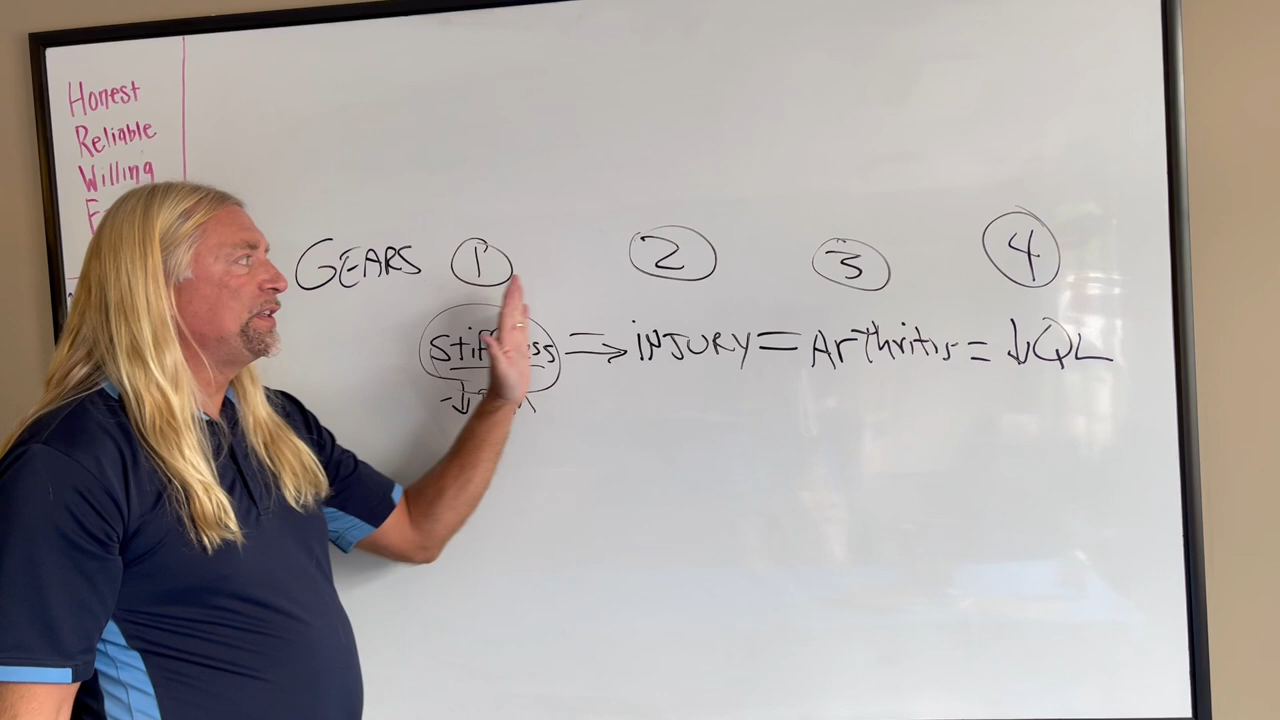 Honest
Reliable
Willing
GEARS 1 2 3 4
⇒ INJURY = Arthritis = ↓QL